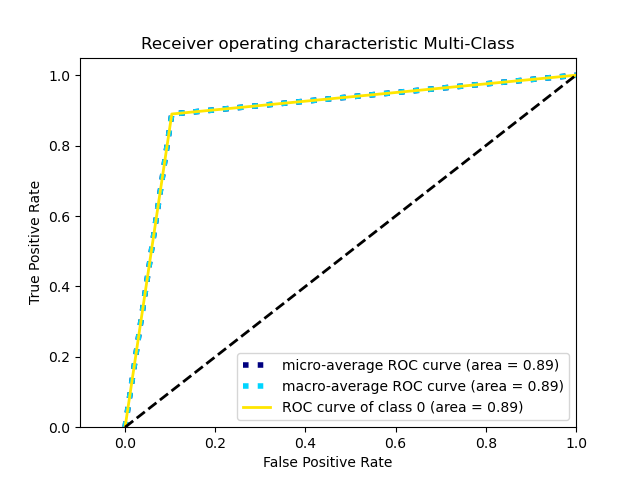 Receiver operating characteristic Multi-Class
True Positive Rate
1.0
0.8
0.6
0.4
0.2
0.0
micro-average ROC curve (area = 0.89)
macro-average ROC curve (area = 0.89)
ROC curve of class 0 (area = 0.89)
0.0 0.2 0.4 0.6 0.8 1.0
False Positive Rate